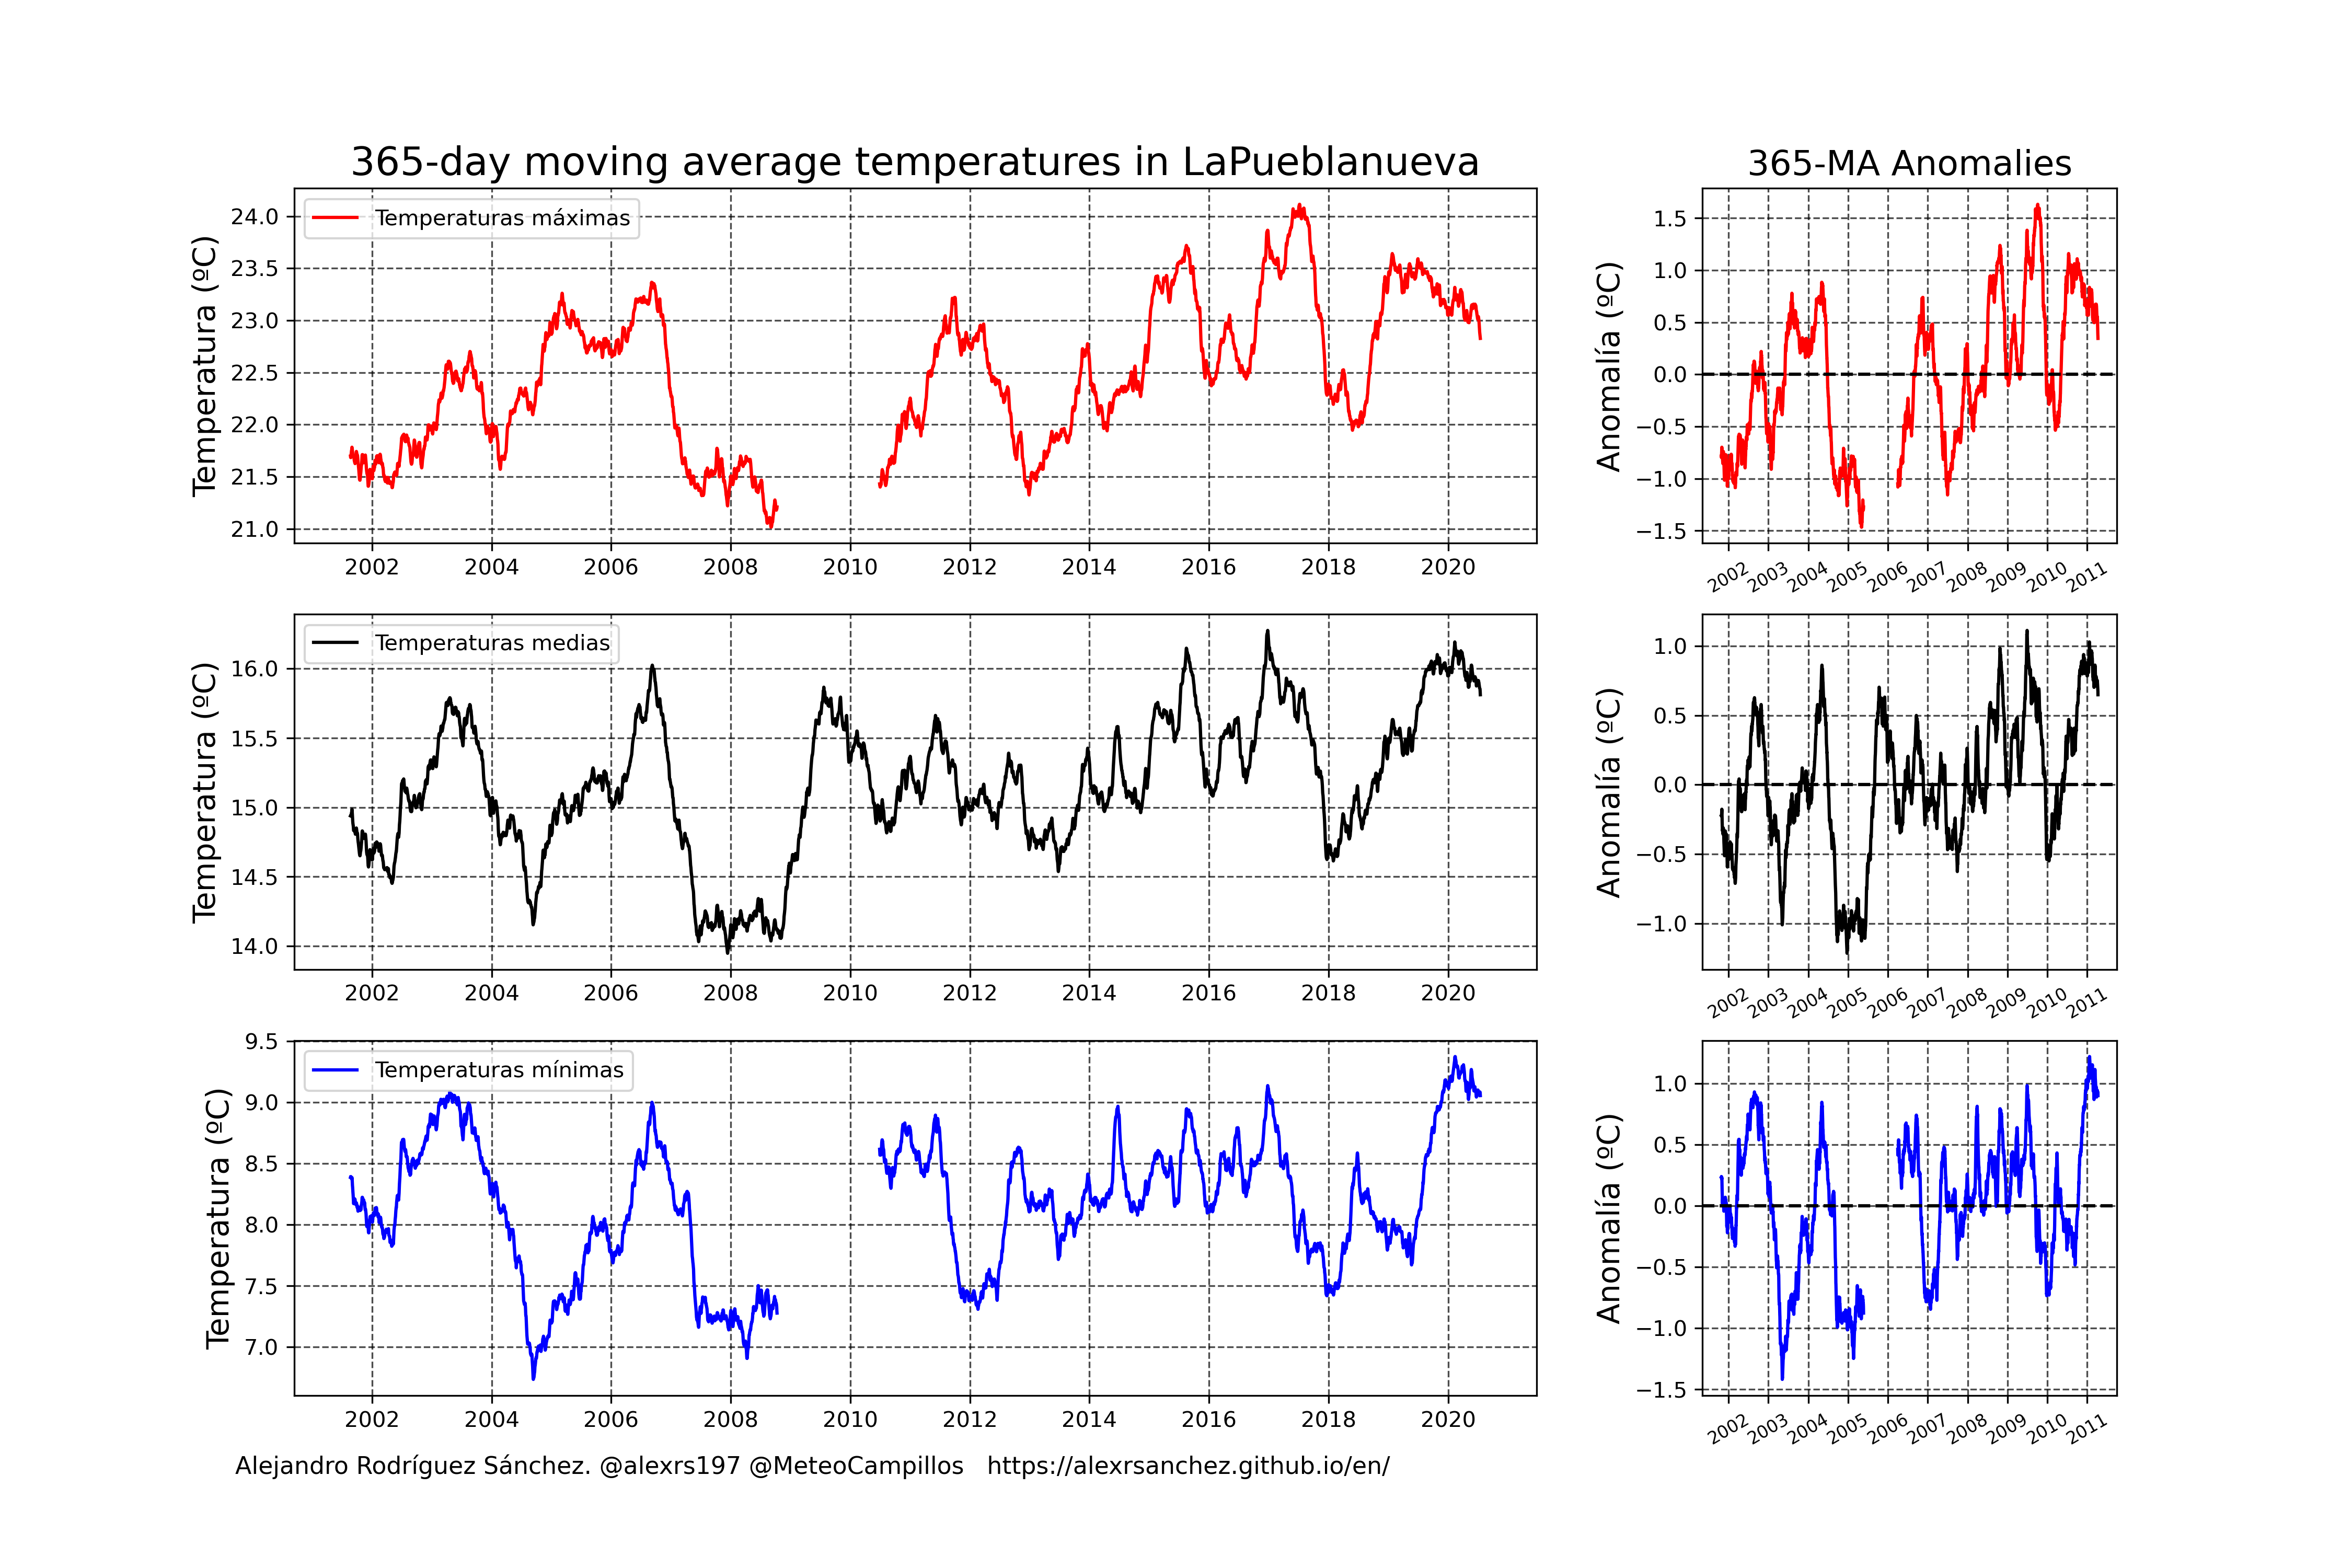 365-day moving average temperatures in LaPueblanueva
365-MA Anomalies
Temperatura (ºC)
24.0
23.5
23.0
22.5
22.0
21.5
21.0
Temperaturas máximas
2002 2004 2006 2008 2010 2012 2014 2016 2018 2020
Anomalía (ºC)
1.5
1.0
0.5
0.0
−0.5
−1.0
−1.5
2002 2003 2004 2005 2006 2007 2008 2009 2010 2011
Temperatura (ºC)
16.0
15.5
15.0
14.5
14.0
Temperaturas medias
2002 2004 2006 2008 2010 2012 2014 2016 2018 2020
Anomalía (ºC)
1.0
0.5
0.0
−0.5
−1.0
2002 2003 2004 2005 2006 2007 2008 2009 2010 2011
Temperatura (ºC)
9.5
9.0
8.5
8.0
7.5
7.0
Temperaturas mínimas
2002 2004 2006 2008 2010 2012 2014 2016 2018 2020
Anomalía (ºC)
1.0
0.5
0.0
−0.5
−1.0
−1.5
2002 2003 2004 2005 2006 2007 2008 2009 2010 2011
Alejandro Rodríguez Sánchez. @alexrs197 @MeteoCampillos https://alexrsanchez.github.io/en/